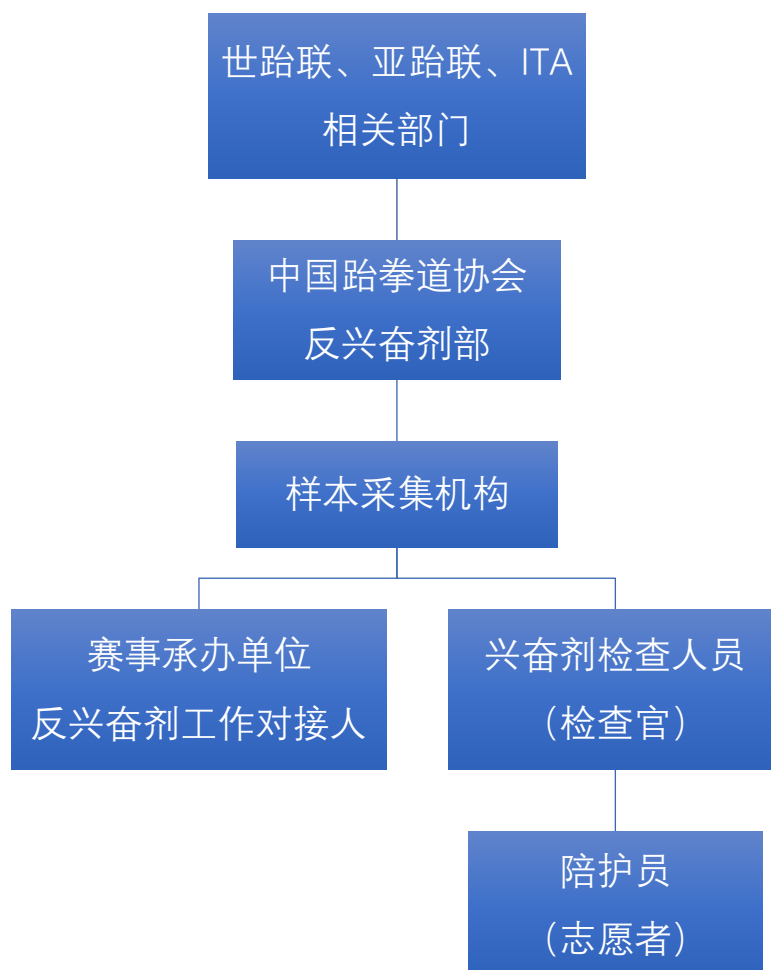 世跆联、亚跆联、ITA
相关部门
中国跆拳道协会
反兴奋剂部
样本采集机构
赛事承办单位
反兴奋剂工作对接人
兴奋剂检查人员
（检查官）
陪护员
（志愿者）